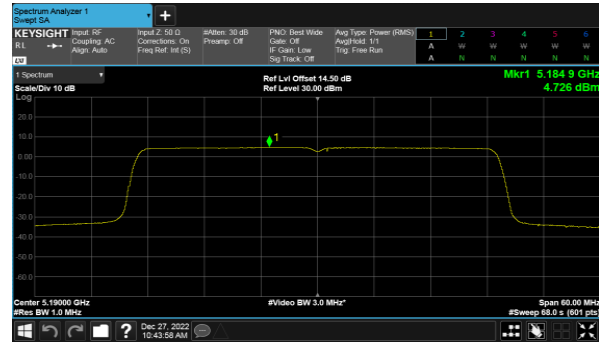 Spectrum Analyzer 1
Swept SA
+
KEYSIGHT
RL
Input: RF
Coupling: AC
Align: Auto
Input Z: 50 Ω
Corrections: On
Freq Ref: Int (S)
#Atten: 30 dB
Preamp: Off
PNO: Best Wide
Gate: Off
IF Gain: Low
Sig Track: Off
Avg Type: Power (RMS)
Avg|Hold: 1/1
Trig: Free Run
1 2 3 4 5 6
A W W W W W
A N N N N N
1 Spectrum
Scale/Div 10 dB
Ref Lvl Offset 14.50 dB
Ref Level 30.00 dBm
Mkr1 5.184 9 GHz
4.726 dBm
Log
20.0
10.0
0.00
-10.0
-20.0
-30.0
-40.0
-50.0
-60.0
1
Center 5.19000 GHz
#Res BW 1.0 MHz
#Video BW 3.0 MHz*
Span 60.00 MHz
#Sweep 68.0 s (601 pts)
?
Dec 27, 2022
10:43:58 AM